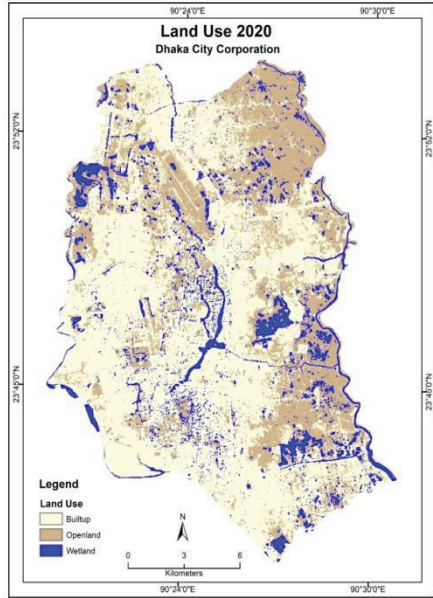 90°24'0"E
90°30'0"E
Land Use 2020
Dhaka City Corporation
23°52'0"N
23°52'0"N
23°45'0"N
23°45'0"N
Legend
Land Use
Builtup
Openland
Wetland
N
0 3 6
Kilometers
90°24'0"E
90°30'0"E